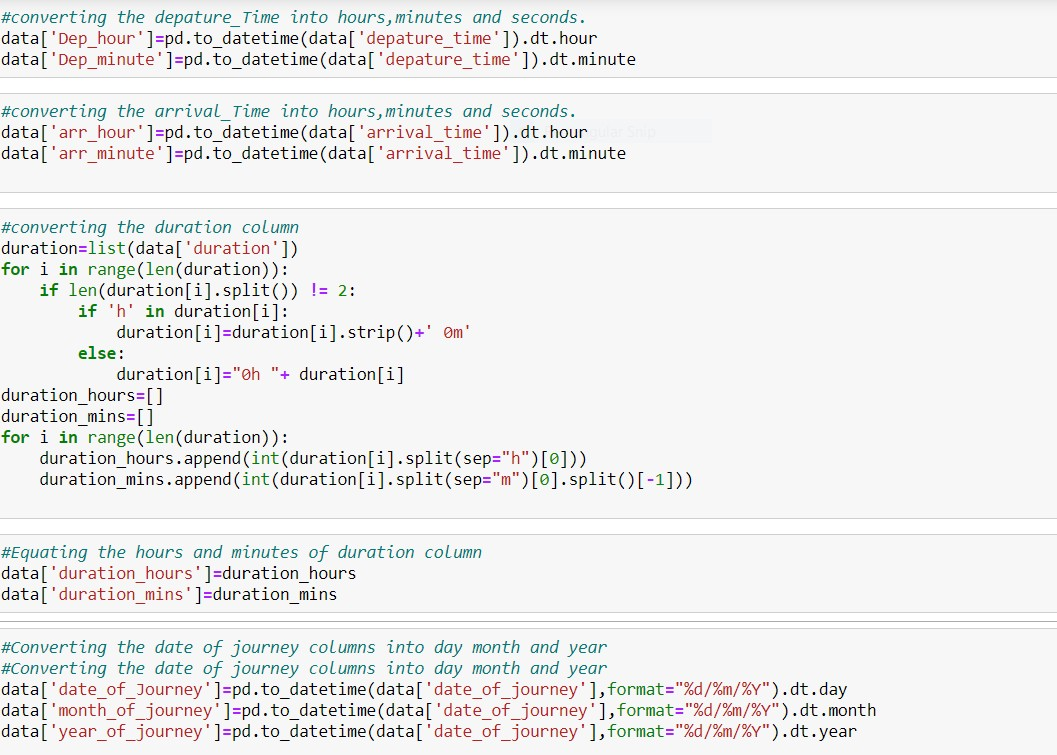 #converting the depature_Time into hours,minutes and seconds.
data['Dep_hour']=pd.to_datetime(data['depature_time']).dt.hour
data['Dep_minute']=pd.to_datetime(data['depature_time']).dt.minute
#converting the arrival_Time into hours,minutes and seconds.
data['arr_hour']=pd.to_datetime(data['arrival_time']).dt.hour
data['arr_minute']=pd.to_datetime(data['arrival_time']).dt.minute
#converting the duration column
duration=list(data['duration'])
for i in range(len(duration)):
    if len(duration[i].split()) != 2:
        if 'h' in duration[i]:
            duration[i]=duration[i].strip()+' 0m'
        else:
            duration[i]="0h "+ duration[i]
duration_hours=[]
duration_mins=[]
for i in range(len(duration)):
    duration_hours.append(int(duration[i].split(sep="h")[0]))
    duration_mins.append(int(duration[i].split(sep="m")[0].split()[-1]))
#Equating the hours and minutes of duration column
data['duration_hours']=duration_hours
data['duration_mins']=duration_mins
#Converting the date of journey columns into day month and year
#Converting the date of journey columns into day month and year
data['date_of_Journey']=pd.to_datetime(data['date_of_journey'],format="%d/%m/%Y").dt.day
data['month_of_journey']=pd.to_datetime(data['date_of_journey'],format="%d/%m/%Y").dt.month
data['year_of_journey']=pd.to_datetime(data['date_of_journey'],format="%d/%m/%Y").dt.year